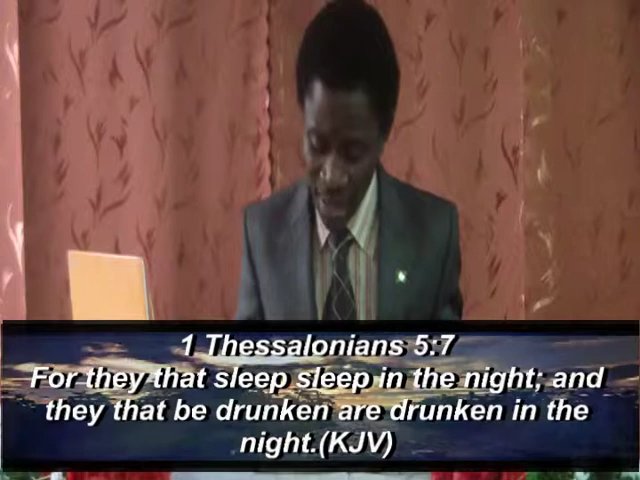 1 Thessalonians 5:7
For they that sleep sleep in the night; and
they that be drunken are drunken in the
night.(KJV)